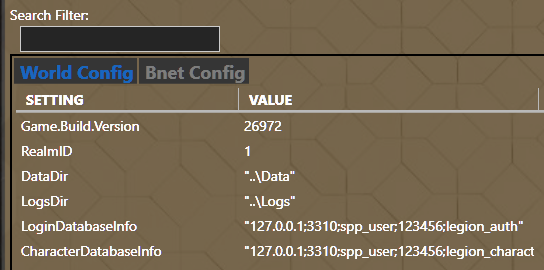 Search Filter:
World Config Bnet Config
SETTING VALUE
Game.Build.Version 26972
RealmID 1
DataDir "..\Data"
LogsDir "..\Logs"
LoginDatabaseInfo "127.0.0.1;3310;spp_user;123456;legion_auth"
CharacterDatabaseInfo "127.0.0.1;3310;spp_user;123456;legion_charact